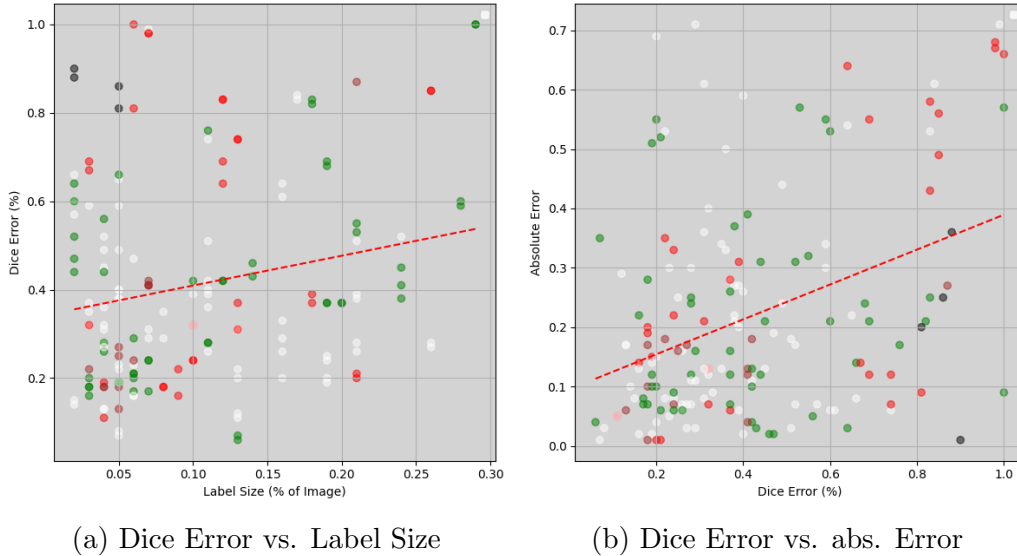 1.0
0.8
0.6
0.4
0.2
Dice Error (%)
0.05 0.10 0.15 0.20 0.25 0.30
Label Size (% of Image)
(a) Dice Error vs. Label Size
0.7
0.6
0.5
0.4
0.3
0.2
0.1
0.0
Absolute Error
0.2 0.4 0.6 0.8 1.0
Dice Error (%)
(b) Dice Error vs. abs. Error